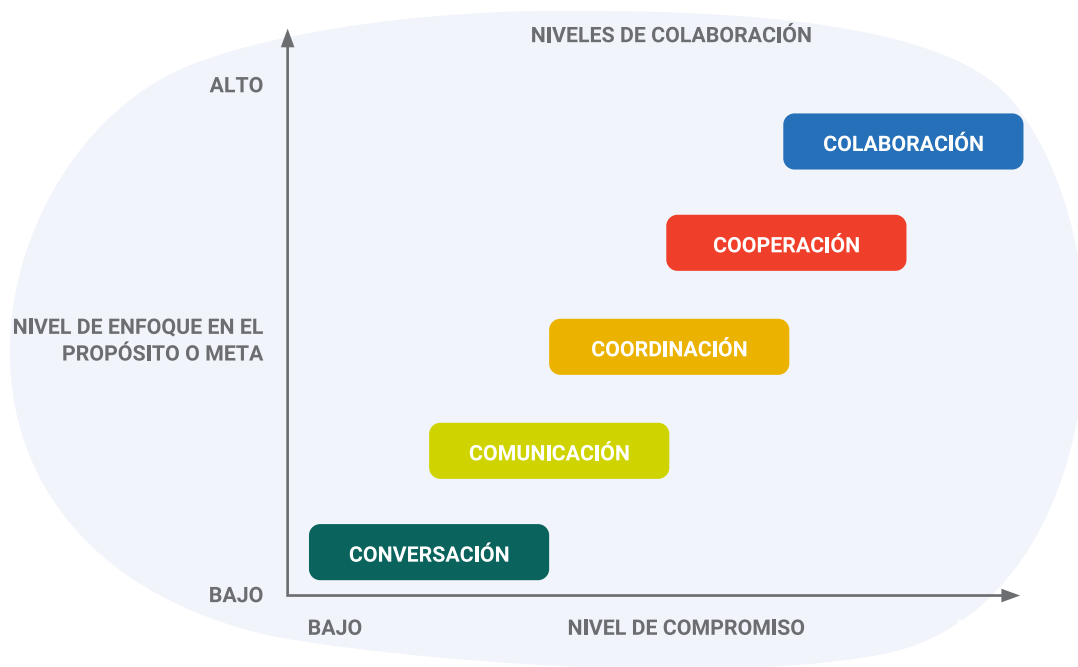 NIVELES DE COLABORACIÓN
ALTO
COLABORACIÓN
COOPERACIÓN
NIVEL DE ENFOQUE EN EL
PROPÓSITO O META
COORDINACIÓN
COMUNICACIÓN
CONVERSACIÓN
BAJO
BAJO
NIVEL DE COMPROMISO